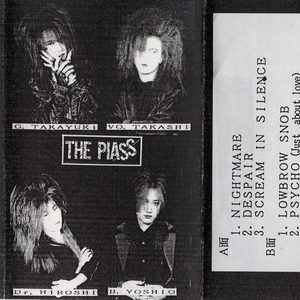 G. TAKAYUKI
VO. TAKASHI
THE PIASS
Dr. HIROSHI
B. YOSHIO
A面
1. NIGHTMARE
2. DESPAIR
3. SCREAM IN SILENCE
B面
1. LOWBROW SNOB
2. PSYCHO (Just about love)